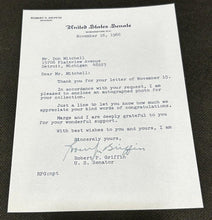 ROBERT P. GRIFFIN
United States Senate
November 18, 1966
Mr. Don Mitchell
Detroit, Michigan 48223
Dear Mr. Mitchell:
Thank you for your letter of November 15.
In accordance with your request, I am
pleased to enclose an autographed photo for your
collection.
Just a line to let you know how much we
appreciate your kind words of congratulations.
Marge and I are deeply grateful to you
for your wonderful support.
With best wishes to you and yours, I am
Sincerely yours,
Robert P. Griffin
U. S. Senator
RPG:npt